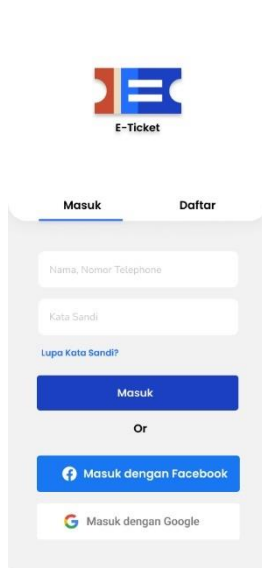 E-Ticket
Masuk Daftar
Nama, Nomor Telephone
Kata Sandi
Lupa Kata Sandi?
Masuk
Or
Masuk dengan Facebook
Masuk dengan Google